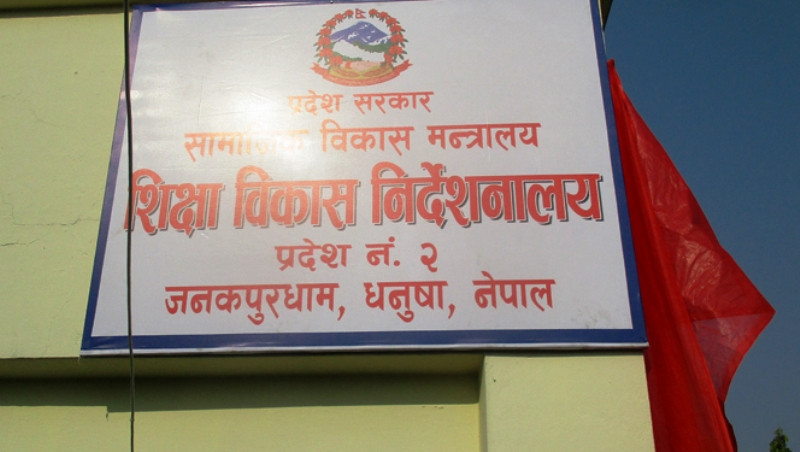 प्रदेश सरकार
सामाजिक विकास मन्त्रालय
शिक्षा विकास निर्देशनालय
प्रदेश नं. २
जनकपुरधाम, धनुषा, नेपाल